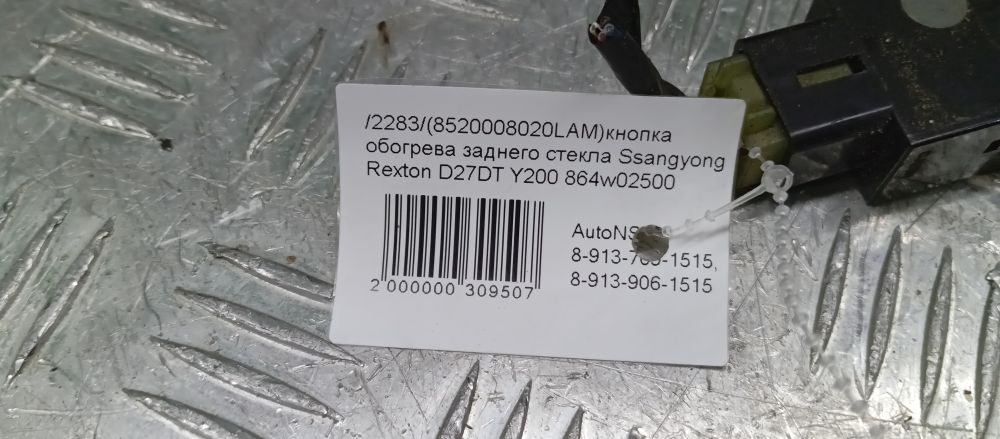 /2283/(8520008020LAM)кнопка
обогрева заднего стекла Ssangyong
Rexton D27DT Y200 864w02500
2 000000 309507
8-913-906-1515